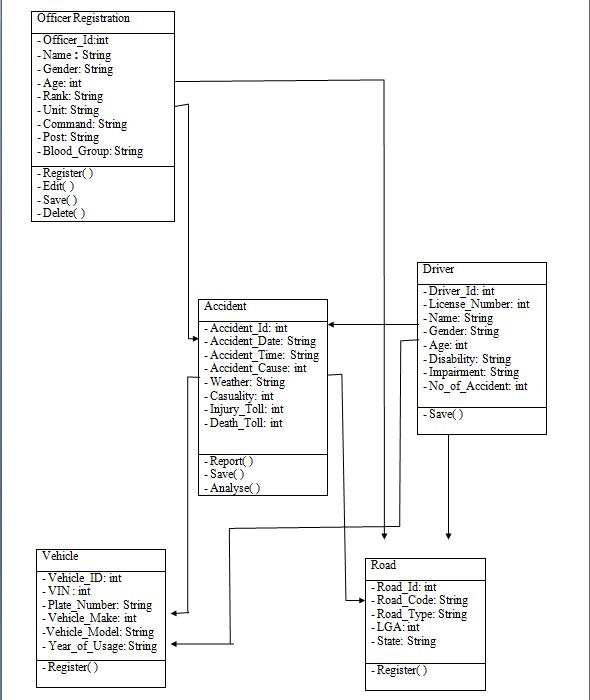 Officer Registration
- Officer_Id:int
- Name : String
- Gender: String
- Age: int
- Rank: String
- Unit: String
- Command: String
- Post: String
- Blood_Group: String
- Register( )
- Edit( )
- Save( )
- Delete( )
Driver
- Driver_Id: int
- License_Number: int
- Name: String
- Gender: String
- Age: int
- Disability: String
- Impairment: String
- No_of_Accident: int
- Save( )
Accident
- Accident_Id: int
- Accident_Date: String
- Accident_Time: String
- Accident_Cause: int
- Weather: String
- Casuality: int
- Injury_Toll: int
- Death_Toll: int
- Report( )
- Save( )
- Analyse( )
Vehicle
- Vehicle_ID: int
- VIN : int
- Plate_Number: String
- Vehicle_Make: int
-Vehicle_Model: String
- Year_of_Usage: String
- Register( )
Road
- Road_Id: int
- Road_Code: String
- Road_Type: String
- LGA: int
- State: String
- Register( )